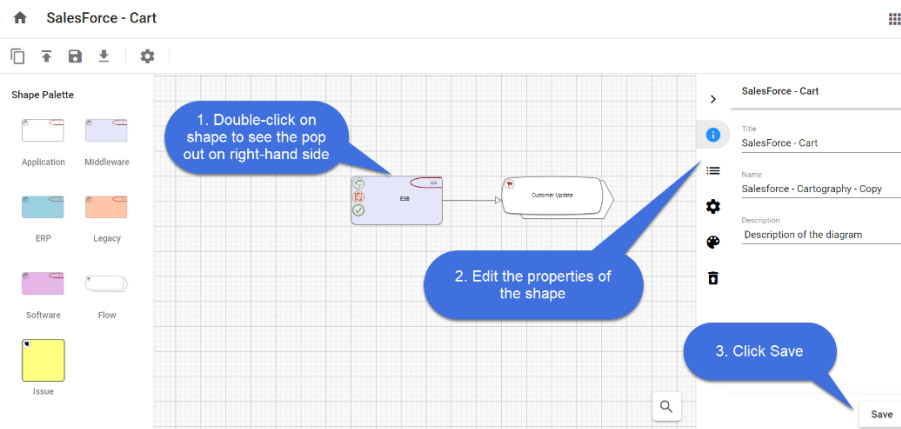 SalesForce - Cart
Shape Palette
Application
Middleware
ERP
Legacy
Software
Flow
Issue
1. Double-click on
shape to see the pop
out on right-hand side
ESB
Customer Update
2. Edit the properties of
the shape
SalesForce - Cart
Title
SalesForce - Cart
Name
Salesforce - Cartography - Copy
Description
Description of the diagram
3. Click Save
Save